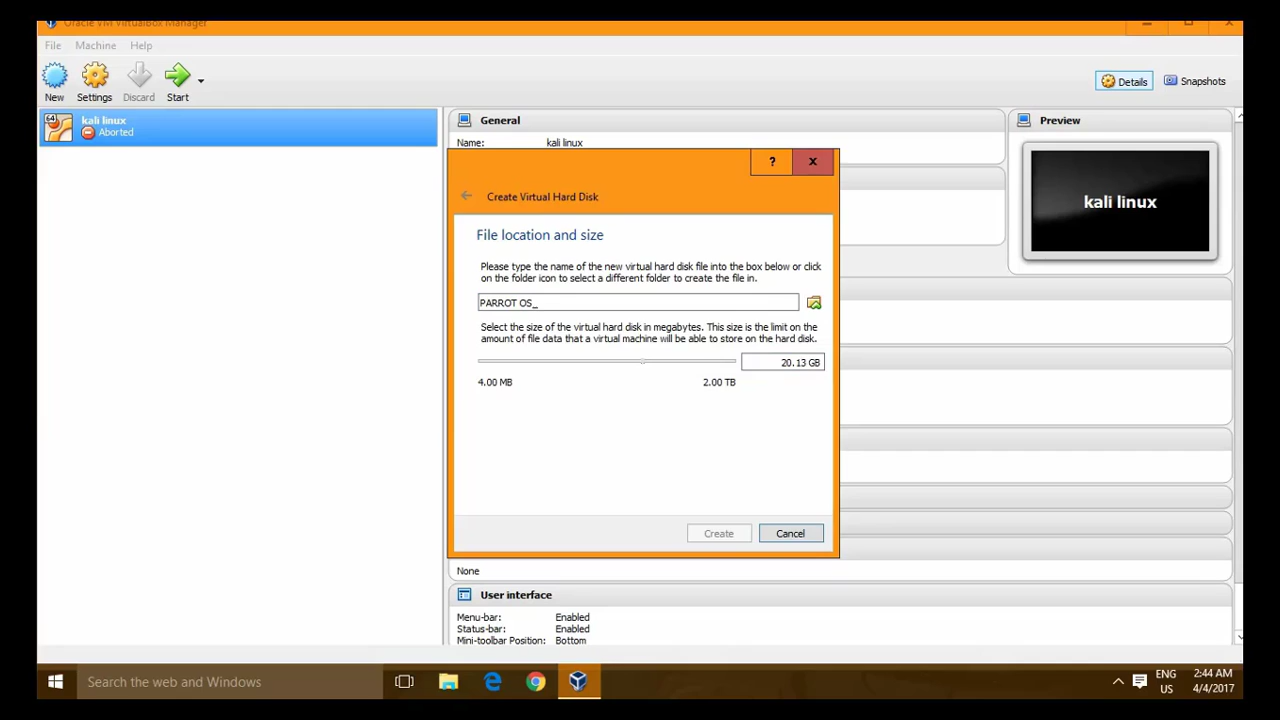 Oracle VM VirtualBox Manager
File Machine Help
New Settings Discard Start
Details Snapshots
64
kali linux
Aborted
General
Name: kali linux
Preview
kali linux
?
x
Create Virtual Hard Disk
File location and size
Please type the name of the new virtual hard disk file into the box below or click
on the folder icon to select a different folder to create the file in.
PARROT OS_
Select the size of the virtual hard disk in megabytes. This size is the limit on the
amount of file data that a virtual machine will be able to store on the hard disk.
20.13 GB
4.00 MB 2.00 TB
Create Cancel
None
User interface
Menu-bar: Enabled
Status-bar: Enabled
Mini-toolbar Position: Bottom
Search the web and Windows
ENG 2:44 AM
US 4/4/2017